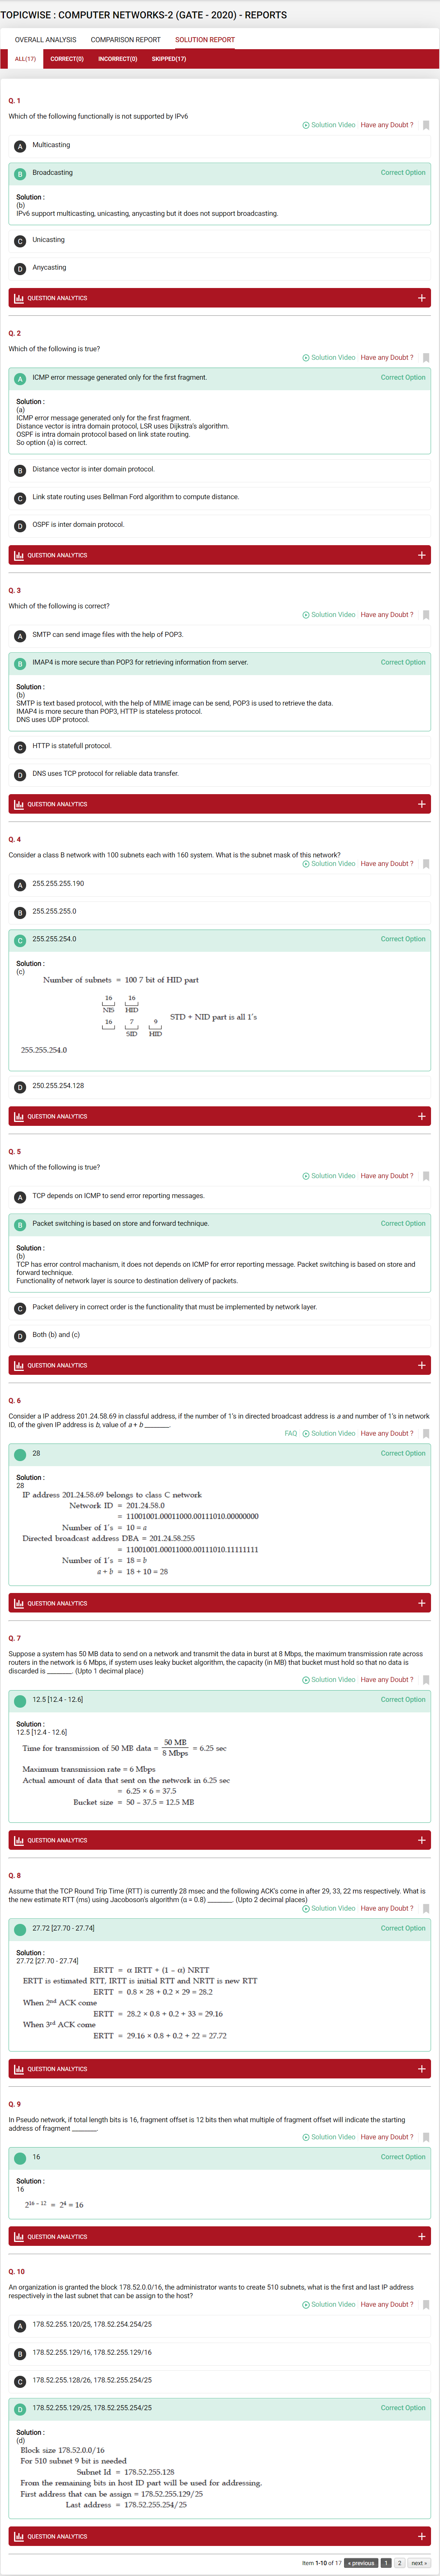 TOPICWISE : COMPUTER NETWORKS-2 (GATE - 2020) - REPORTS
OVERALL ANALYSIS COMPARISON REPORT SOLUTION REPORT
ALL(17) CORRECT(0) INCORRECT(0) SKIPPED(17)
Q. 1
Which of the following functionally is not supported by IPv6
Solution Video Have any Doubt ?
A Multicasting
B Broadcasting Correct Option
Solution :
(b)
IPv6 support multicasting, unicasting, anycasting but it does not support broadcasting.
C Unicasting
D Anycasting
QUESTION ANALYTICS +
Q. 2
Which of the following is true?
Solution Video Have any Doubt ?
A ICMP error message generated only for the first fragment. Correct Option
Solution :
(a)
ICMP error message generated only for the first fragment.
Distance vector is intra domain protocol, LSR uses Dijkstra's algorithm.
OSPF is intra domain protocol based on link state routing.
So option (a) is correct.
B Distance vector is inter domain protocol.
C Link state routing uses Bellman Ford algorithm to compute distance.
D OSPF is inter domain protocol.
QUESTION ANALYTICS +
Q. 3
Which of the following is correct?
Solution Video Have any Doubt ?
A SMTP can send image files with the help of POP3.
B IMAP4 is more secure than POP3 for retrieving information from server. Correct Option
Solution :
(b)
SMTP is text based protocol, with the help of MIME image can be send, POP3 is used to retrieve the data.
IMAP4 is more secure than POP3, HTTP is stateless protocol.
DNS uses UDP protocol.
C HTTP is statefull protocol.
D DNS uses TCP protocol for reliable data transfer.
QUESTION ANALYTICS +
Q. 4
Consider a class B network with 100 subnets each with 160 system. What is the subnet mask of this network?
Solution Video Have any Doubt ?
A 255.255.255.190
B 255.255.255.0
C 255.255.254.0 Correct Option
Solution :
(c)
Number of subnets = 100 7 bit of HID part
16 16
NIS HID
16 7 9
SID HID
STD + NID part is all 1's
255.255.254.0
D 250.255.254.128
QUESTION ANALYTICS +
Q. 5
Which of the following is true?
Solution Video Have any Doubt ?
A TCP depends on ICMP to send error reporting messages.
B Packet switching is based on store and forward technique. Correct Option
Solution :
(b)
TCP has error control machanism, it does not depends on ICMP for error reporting message. Packet switching is based on store and
forward technique.
Functionality of network layer is source to destination delivery of packets.
C Packet delivery in correct order is the functionality that must be implemented by network layer.
D Both (b) and (c)
QUESTION ANALYTICS +
Q. 6
Consider a IP address 201.24.58.69 in classful address, if the number of 1's in directed broadcast address is a and number of 1's in network
ID, of the given IP address is b, value of a + b ________.
FAQ Solution Video Have any Doubt ?
28 Correct Option
Solution :
28
IP address 201.24.58.69 belongs to class C network
Network ID = 201.24.58.0
= 11001001.00011000.00111010.00000000
Number of 1's = 10 = a
Directed broadcast address DBA = 201.24.58.255
= 11001001.00011000.00111010.11111111
Number of 1's = 18 = b
a + b = 18 + 10 = 28
QUESTION ANALYTICS +
Q. 7
Suppose a system has 50 MB data to send on a network and transmit the data in burst at 8 Mbps, the maximum transmission rate across
routers in the network is 6 Mbps, if system uses leaky bucket algorithm, the capacity (in MB) that bucket must hold so that no data is
discarded is ________. (Upto 1 decimal place)
Solution Video Have any Doubt ?
12.5 [12.4 - 12.6] Correct Option
Solution :
12.5 [12.4 - 12.6]
Time for transmission of 50 MB data = 50 MB / 8 Mbps = 6.25 sec
Maximum transmission rate = 6 Mbps
Actual amount of data that sent on the network in 6.25 sec
= 6.25 × 6 = 37.5
Bucket size = 50 – 37.5 = 12.5 MB
QUESTION ANALYTICS +
Q. 8
Assume that the TCP Round Trip Time (RTT) is currently 28 msec and the following ACK's come in after 29, 33, 22 ms respectively. What is
the new estimate RTT (ms) using Jacoboson's algorithm (α = 0.8) ________. (Upto 2 decimal places)
Solution Video Have any Doubt ?
27.72 [27.70 - 27.74] Correct Option
Solution :
27.72 [27.70 - 27.74]
ERTT = α IRTT + (1 – α) NRTT
ERTT is estimated RTT, IRTT is initial RTT and NRTT is new RTT
ERTT = 0.8 × 28 + 0.2 × 29 = 28.2
When 2nd ACK come
ERTT = 28.2 × 0.8 + 0.2 × 33 = 29.16
When 3rd ACK come
ERTT = 29.16 × 0.8 + 0.2 × 22 = 27.72
QUESTION ANALYTICS +
Q. 9
In Pseudo network, if total length bits is 16, fragment offset is 12 bits then what multiple of fragment offset will indicate the starting
address of fragment ________.
Solution Video Have any Doubt ?
16 Correct Option
Solution :
16
2^16 – 12 = 2^4 = 16
QUESTION ANALYTICS +
Q. 10
An organization is granted the block 178.52.0.0/16, the administrator wants to create 510 subnets, what is the first and last IP address
respectively in the last subnet that can be assign to the host?
Solution Video Have any Doubt ?
A 178.52.255.120/25, 178.52.254.254/25
B 178.52.255.129/16, 178.52.255.129/16
C 178.52.255.128/26, 178.52.255.254/25
D 178.52.255.129/25, 178.52.255.254/25 Correct Option
Solution :
(d)
Block size 178.52.0.0/16
For 510 subnet 9 bit is needed
Subnet Id = 178.52.255.128
From the remaining bits in host ID part will be used for addressing.
First address that can be assign = 178.52.255.129/25
Last address = 178.52.255.254/25
QUESTION ANALYTICS +
Item 1-10 of 17 « previous 1 2 next »